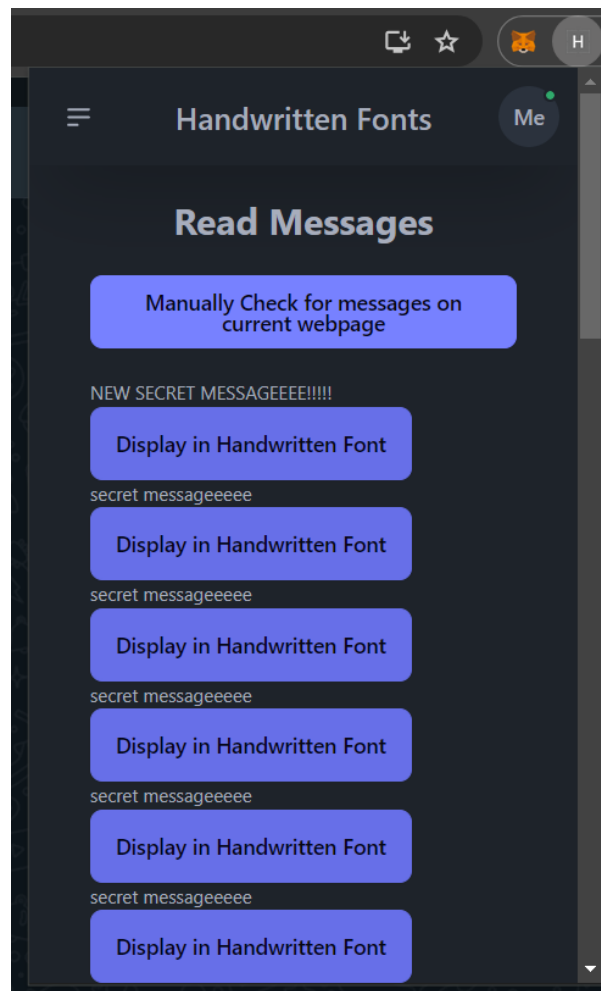 H
Handwritten Fonts
Me
Read Messages
Manually Check for messages on
current webpage
NEW SECRET MESSAGEEEE!!!!!
Display in Handwritten Font
secret messageeeee
Display in Handwritten Font
secret messageeeee
Display in Handwritten Font
secret messageeeee
Display in Handwritten Font
secret messageeeee
Display in Handwritten Font
secret messageeeee
Display in Handwritten Font